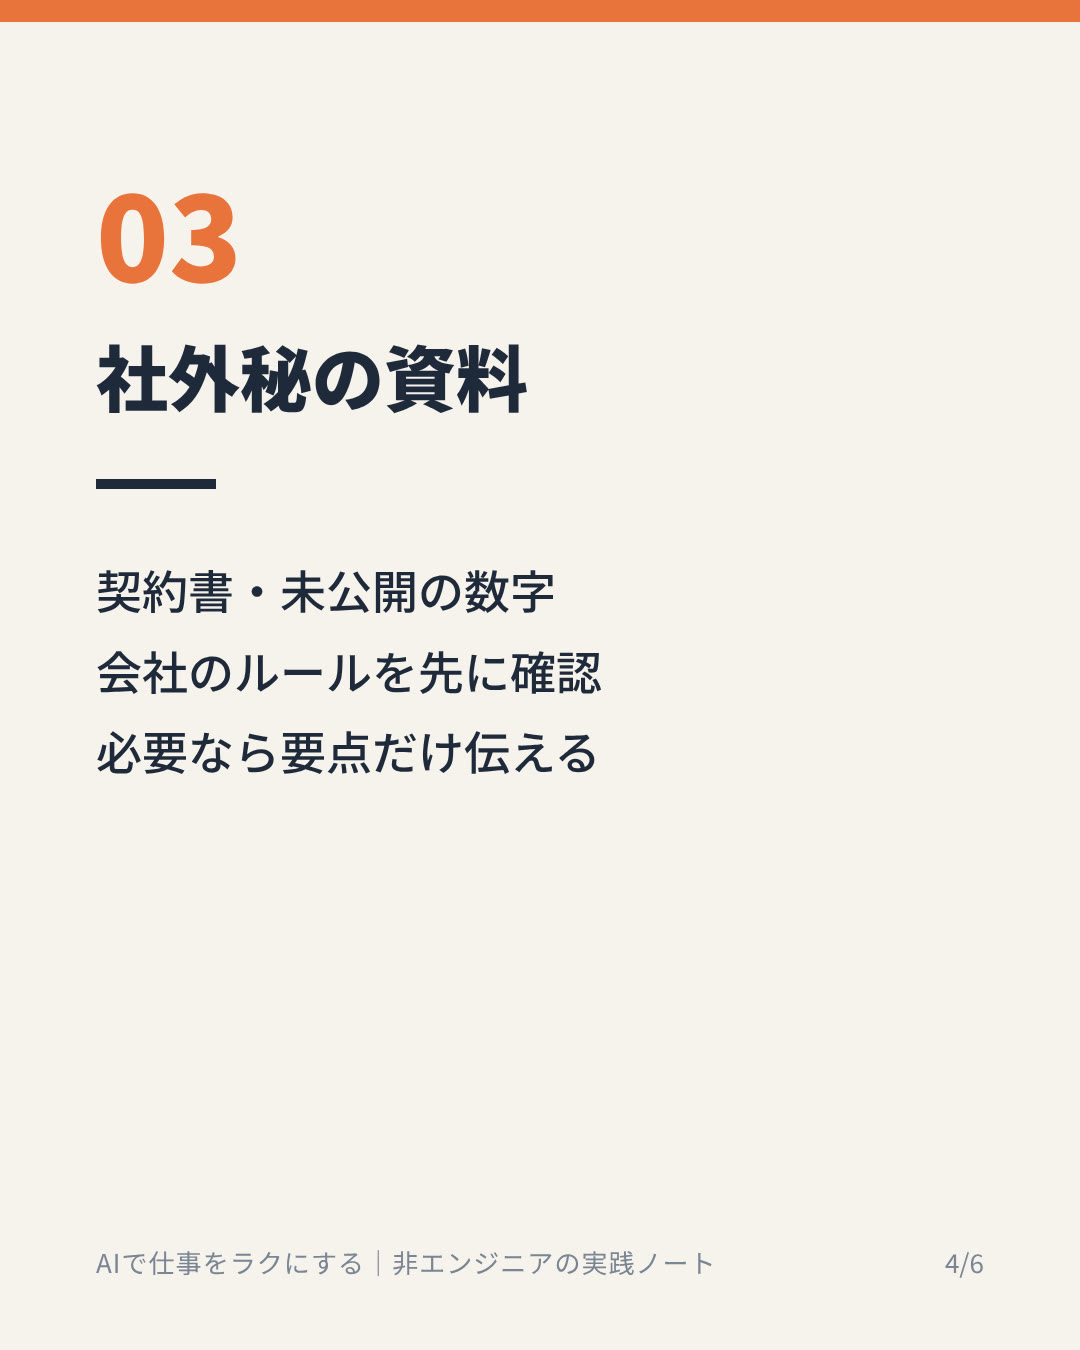 03
社外秘の資料
契約書・未公開の数字
会社のルールを先に確認
必要なら要点だけ伝える
AIで仕事をラクにする｜非エンジニアの実践ノート
4/6